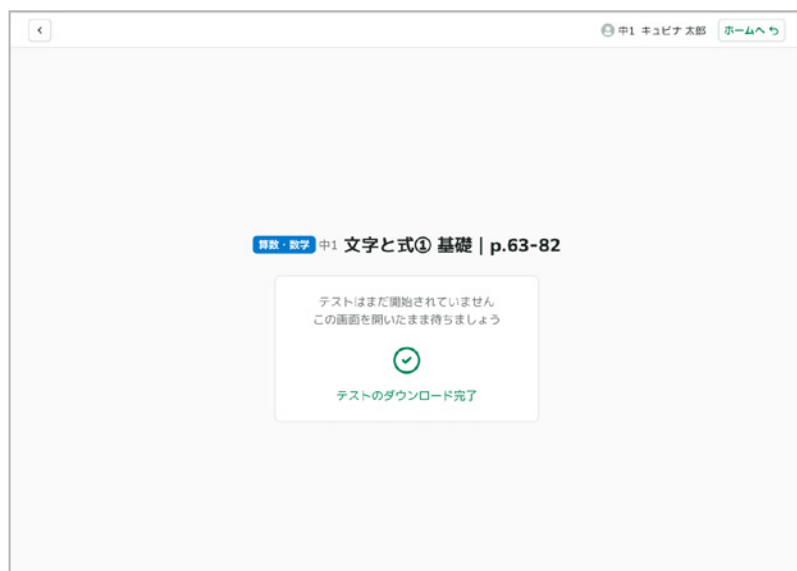 中1 キュビナ 太郎 ホームへ
算数・数学 中1 文字と式① 基礎 | p.63-82
テストはまだ開始されていません
この画面を開いたまま待ちましょう
テストのダウンロード完了